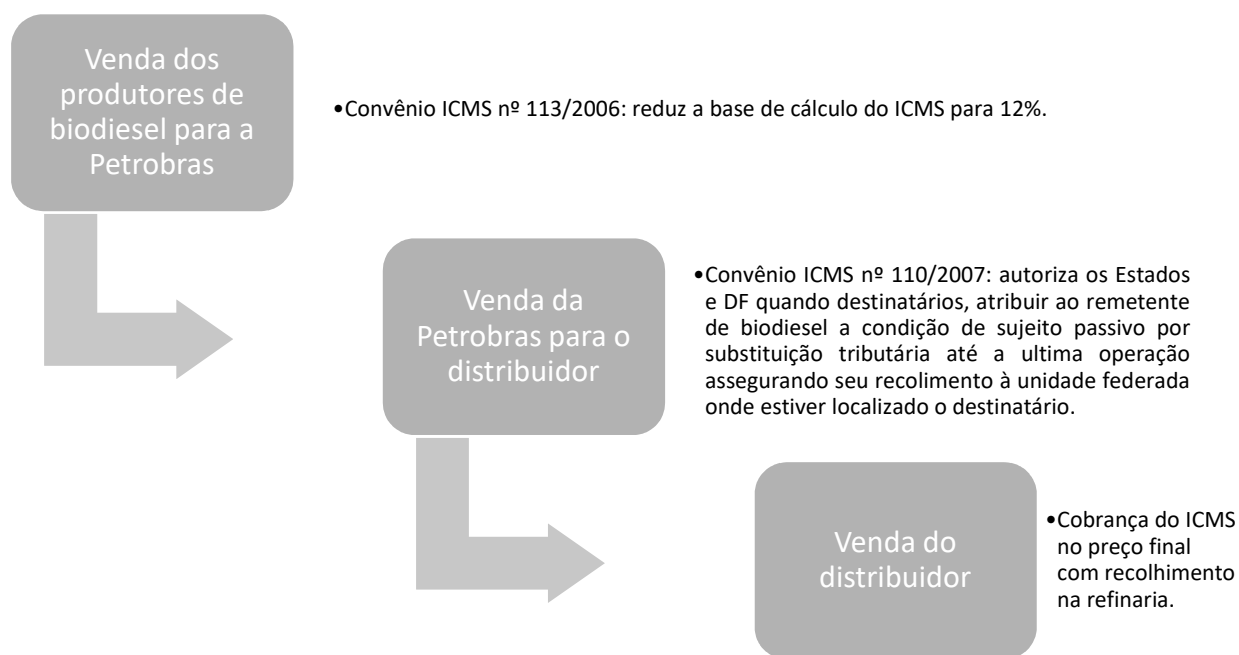 Venda dos
produtores de
biodiesel para a
Petrobras
•Convênio ICMS nº 113/2006: reduz a base de cálculo do ICMS para 12%.
Venda da
Petrobras para o
distribuidor
•Convênio ICMS nº 110/2007: autoriza os Estados
e DF quando destinatários, atribuir ao remetente
de biodiesel a condição de sujeito passivo por
substituição tributária até a ultima operação
assegurando seu recolimento à unidade federada
onde estiver localizado o destinatário.
Venda do
distribuidor
•Cobrança do ICMS
no preço final
com recolhimento
na refinaria.